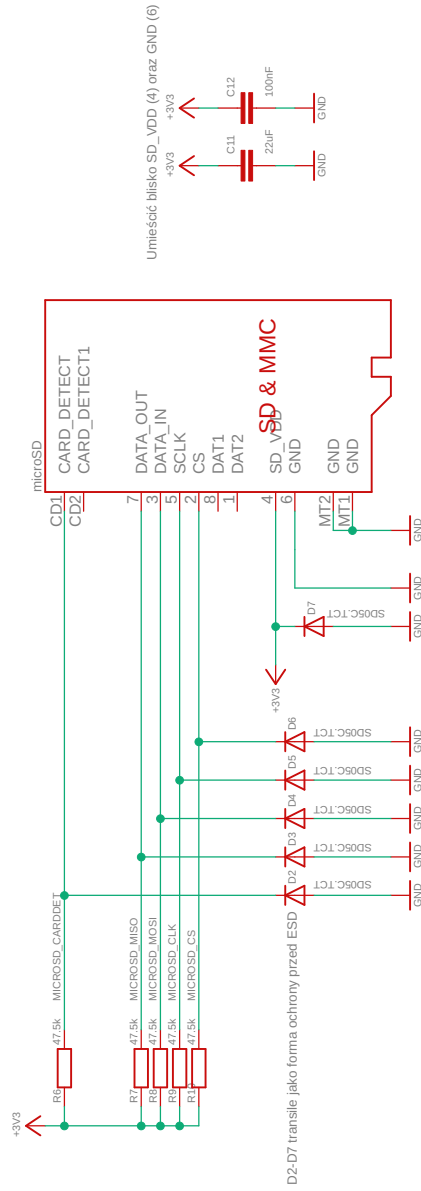 Umieścić blisko SD_VDD (4) oraz GND (6)
+3V3
C12
100nF
GND
+3V3
C11
22uF
GND
microSD
SD & MMC
CARD_DETECT
CARD_DETECT1
DATA_OUT
DATA_IN
SCLK
CS
DAT1
DAT2
SD_VDD
GND
GND
GND
CD1
CD2
7
3
5
2
8
1
4
6
MT2
MT1
GND
GND
D7
SD05C.TCT
GND
+3V3
D6
SD05C.TCT
GND
D5
SD05C.TCT
GND
D4
SD05C.TCT
GND
D3
SD05C.TCT
GND
D2
SD05C.TCT
GND
MICROSD_CARDDET
MICROSD_MISO
MICROSD_MOSI
MICROSD_CLK
MICROSD_CS
47.5k
47.5k
47.5k
47.5k
47.5k
R6
R7
R8
R9
R10
+3V3
D2-D7 transile jako forma ochrony przed ESD